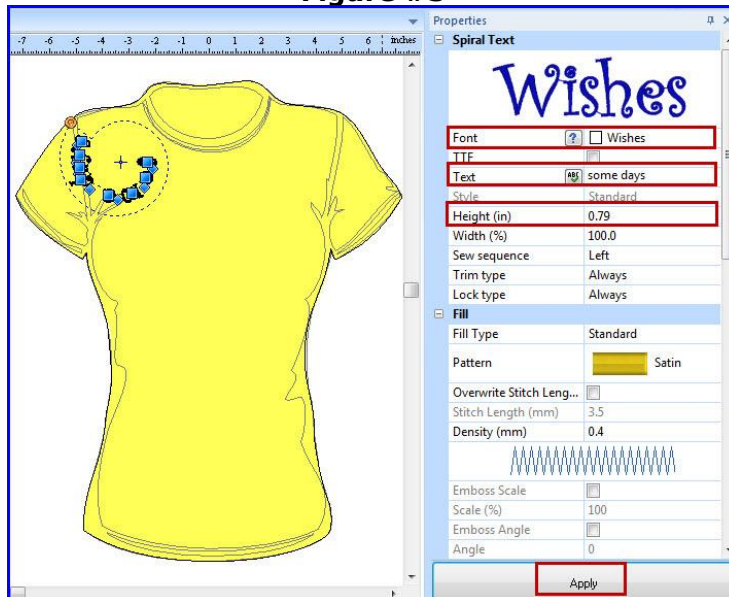 Properties
-7 -6 -5 -4 -3 -2 -1 0 1 2 3 4 5 6 inches
Spiral Text
Wishes
Font ? Wishes
TTF
Text ABC some days
Style Standard
Height (in) 0.79
Width (%) 100.0
Sew sequence Left
Trim type Always
Lock type Always
Fill
Fill Type Standard
Pattern Satin
Overwrite Stitch Leng...
Stitch Length (mm) 3.5
Density (mm) 0.4
Emboss Scale
Scale (%) 100
Emboss Angle
Angle 0
Apply